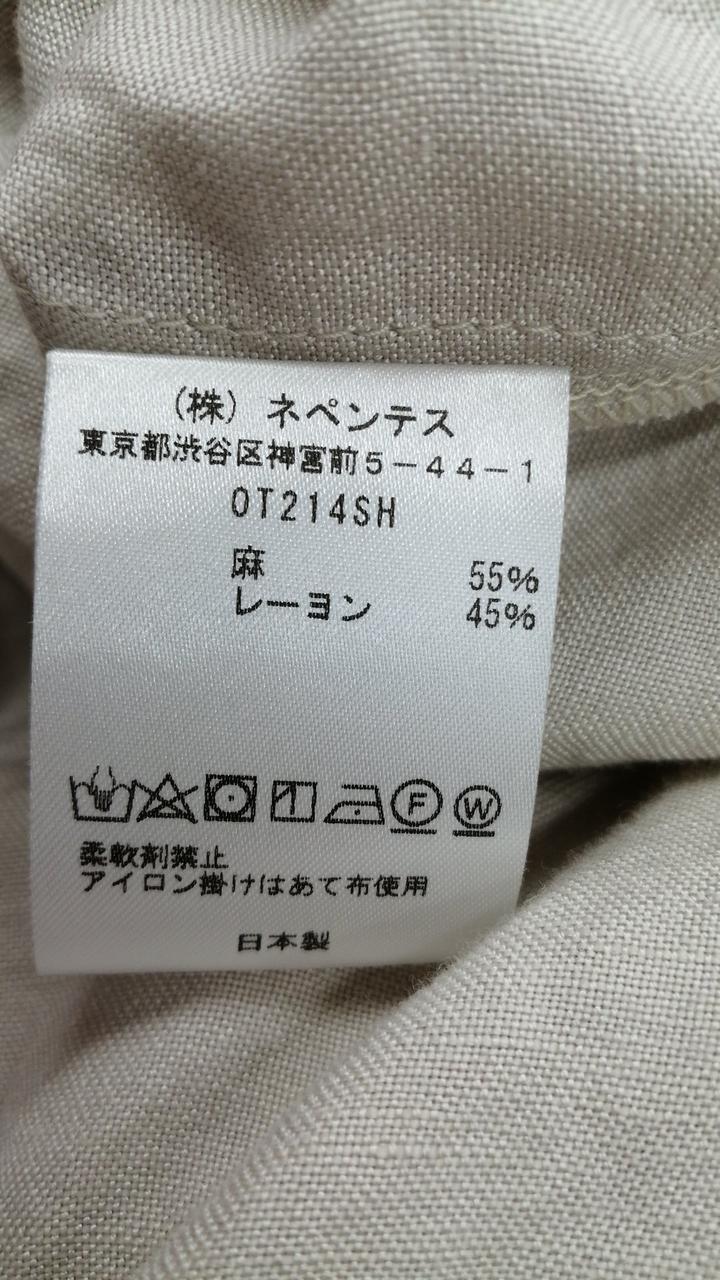 (株) ネペンテス
東京都渋谷区神宮前5－44－1
OT214SH
麻 55%
レーヨン 45%
F W
柔軟剤禁止
アイロン掛けはあて布使用
日本製